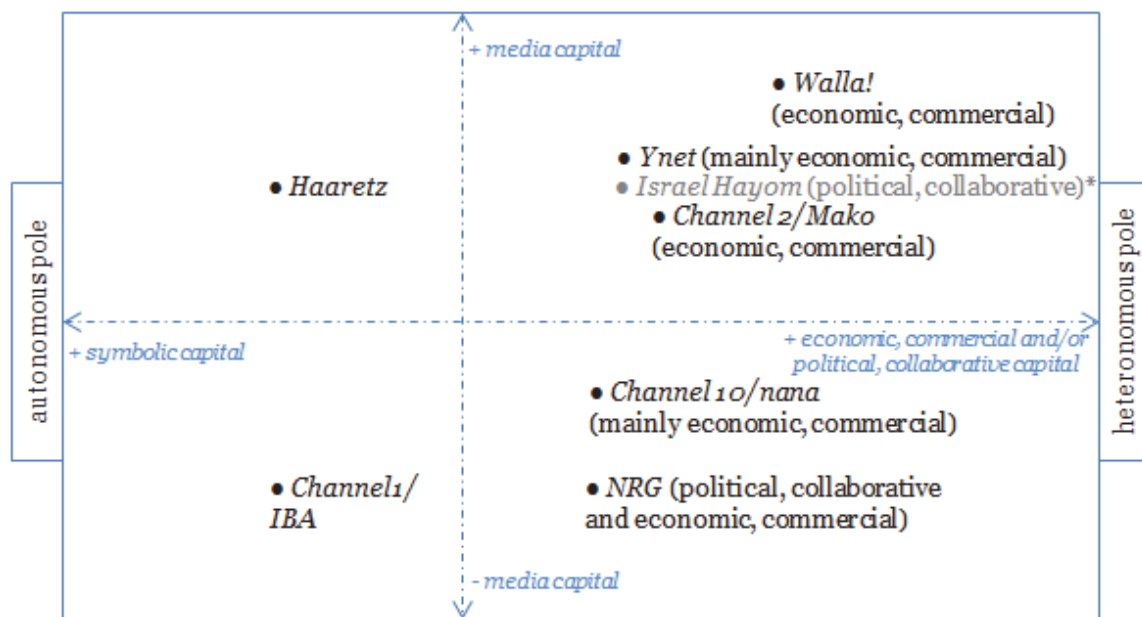 + media capital
● Walla!
(economic, commercial)
● Ynet (mainly economic, commercial)
● Haaretz
● Israel Hayom (political, collaborative)*
● Channel 2/Mako
(economic, commercial)
autonomous pole
heteronomous pole
+ symbolic capital
+ economic, commercial and/or
political, collaborative capital
● Channel 10/nana
(mainly economic, commercial)
● Channel1/
IBA
● NRG (political, collaborative
and economic, commercial)
- media capital